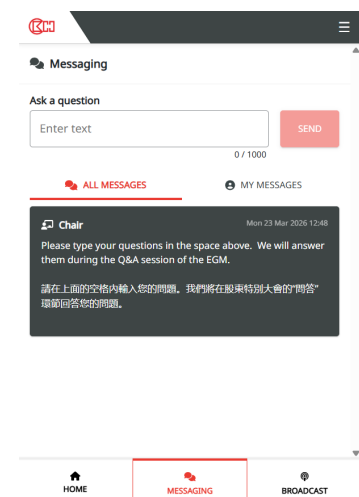 CKH
Messaging
Ask a question
Enter text
SEND
0 / 1000
ALL MESSAGES
MY MESSAGES
Chair
Mon 23 Mar 2026 12:48
Please type your questions in the space above.  We will answer
them during the Q&A session of the EGM.
請在上面的空格內輸入您的問題。我們將在股東特別大會的"問答"
環節回答您的問題。
HOME
MESSAGING
BROADCAST